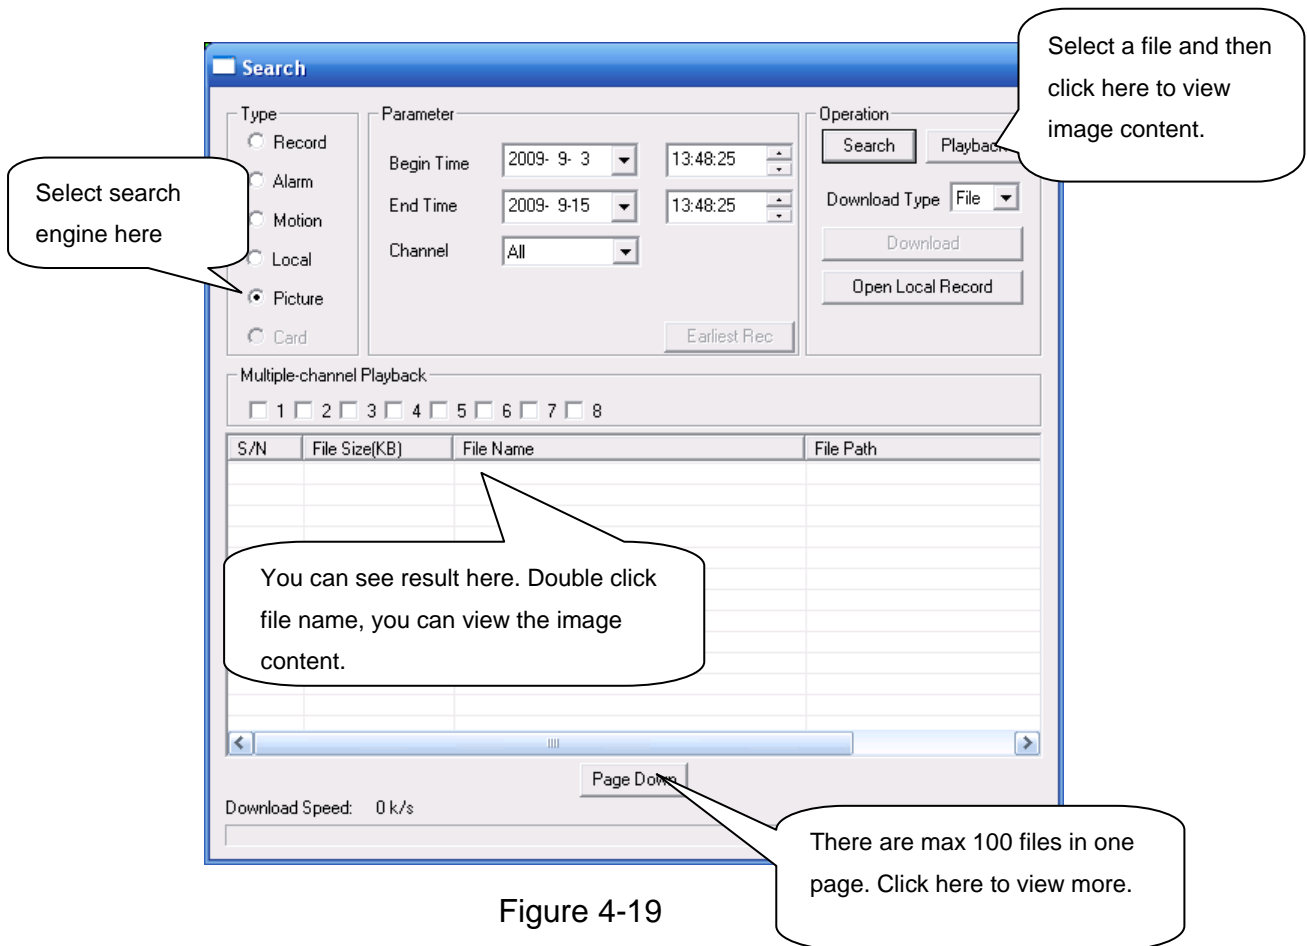 Search
Select a file and then
click here to view
image content.
Type
Record
Alarm
Motion
Local
Picture
Card
Select search
engine here
Parameter
Begin Time 2009- 9- 3 13:48:25
End Time 2009- 9-15 13:48:25
Channel All
Earliest Rec
Operation
Search Playback
Download Type File
Download
Open Local Record
Multiple-channel Playback
1 2 3 4 5 6 7 8
S/N File Size(KB) File Name File Path
You can see result here. Double click
file name, you can view the image
content.
Page Down
Download Speed: 0 k/s
There are max 100 files in one
page. Click here to view more.
Figure 4-19